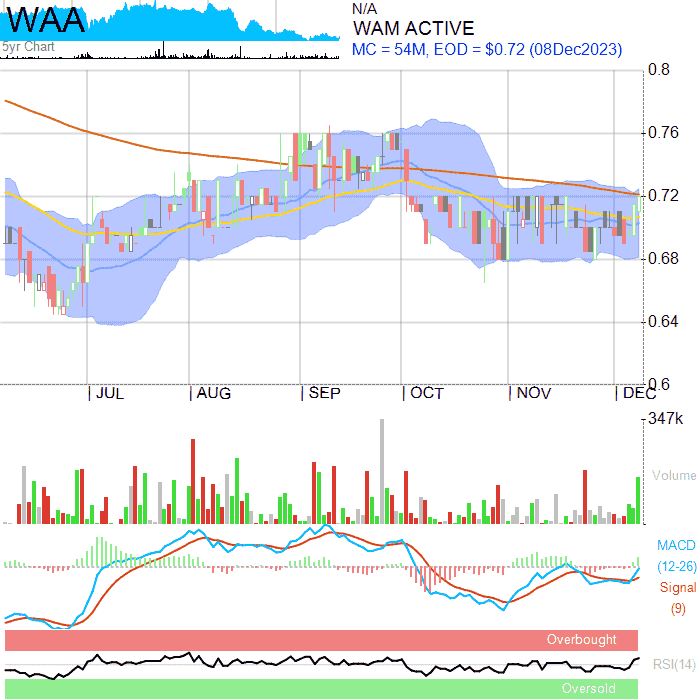 WAA
5yr Chart
N/A
WAM ACTIVE
MC = 54M, EOD = $0.72 (08Dec2023)
0.8
0.76
0.72
0.68
0.64
0.6
JUL AUG SEP OCT NOV DEC
347k
Volume
MACD
(12-26)
Signal
(9)
Overbought
RSI(14)
Oversold